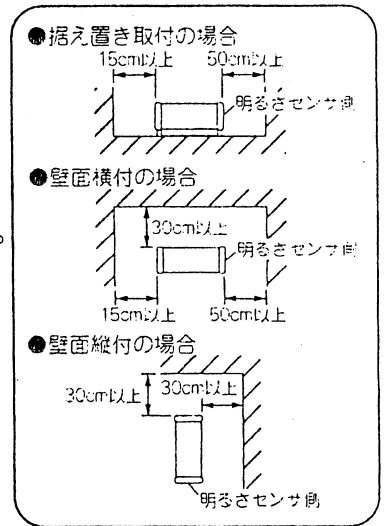 ●据え置き取付の場合
15cm以上 50cm以上
明るさセンサ側
●壁面横付の場合
30cm以上
明るさセンサ側
15cm以上 50cm以上
●壁面縦付の場合
30cm以上 30cm以上
明るさセンサ側